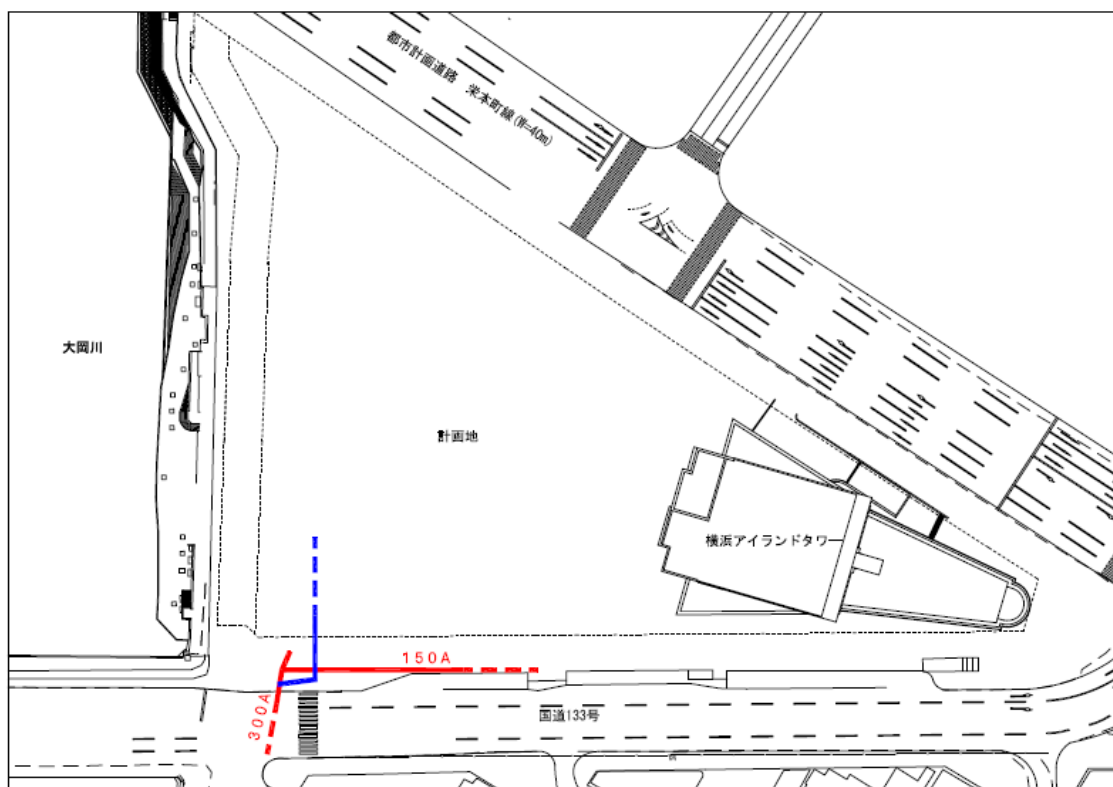 都市計画道路 栄本町線(W=40m)
大岡川
計画地
横浜アイランドタワー
150A
300A
国道133号